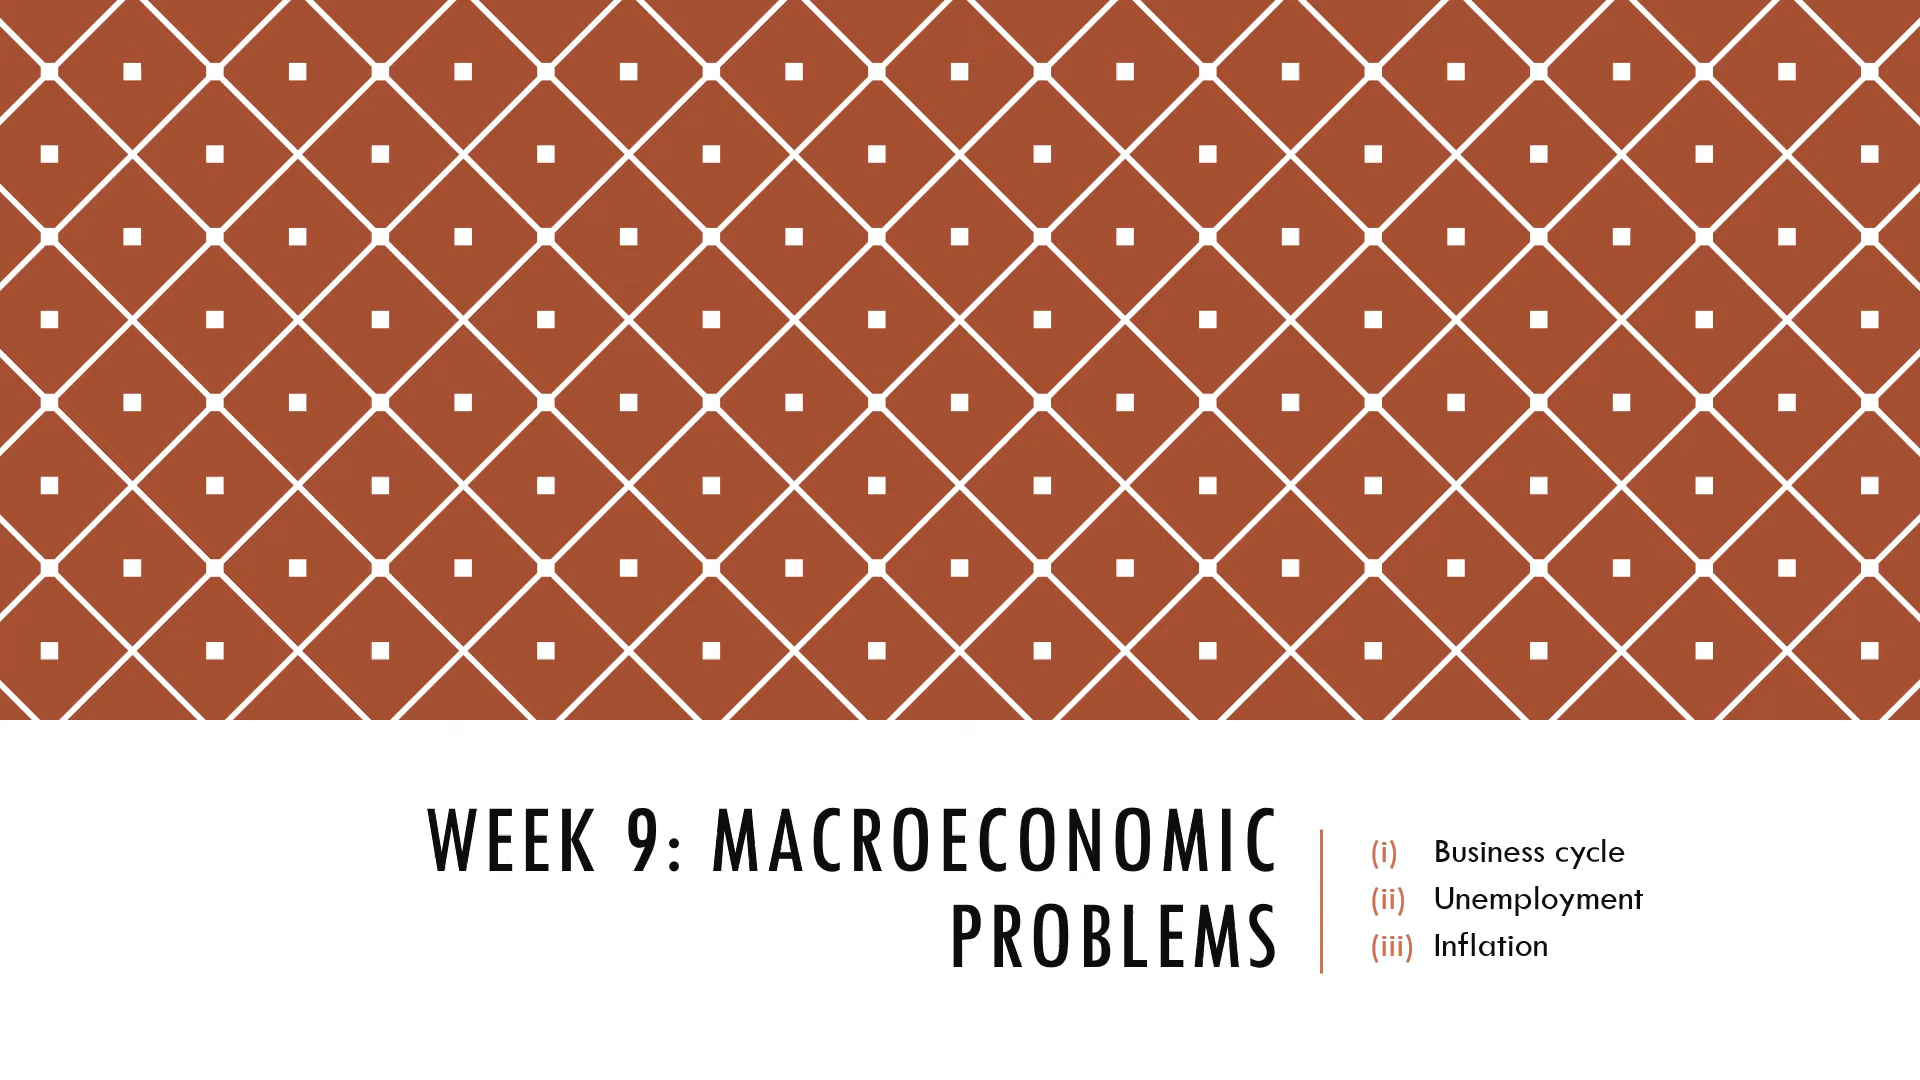 WEEK 9: MACROECONOMIC
PROBLEMS
(i) Business cycle
(ii) Unemployment
(iii) Inflation